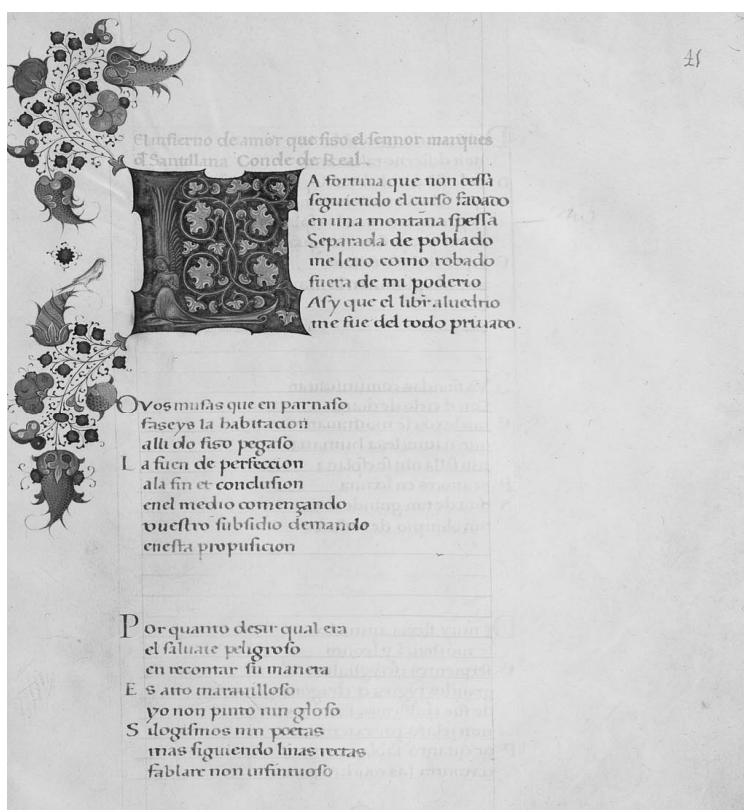 41
El infierno de amor que fiso el sennor marques
de Santillana Conde de Real.
LA fortuna que non cessa
seguiendo el curso fadado
en una montaña spessa
Separada de poblado
me leuo como robado
fuera de mi poderio
Asy que el libr aluedrio
me fue del todo priuado.
O vos musas que en parnaso
faseys la habitacion
alli do fiso pegaso
La fuen de perfeccion
ala fin et conclusion
enel medio començando
vuestro subsidio demando
enesta propusicion
Por quanto desir qual era
el saluaie peligroso
en recontar su manera
Es atto marauilloso
yo non pinto nin gloso
Silogismos nin poetas
mas siguiendo linas rectas
fablare non infintuoso